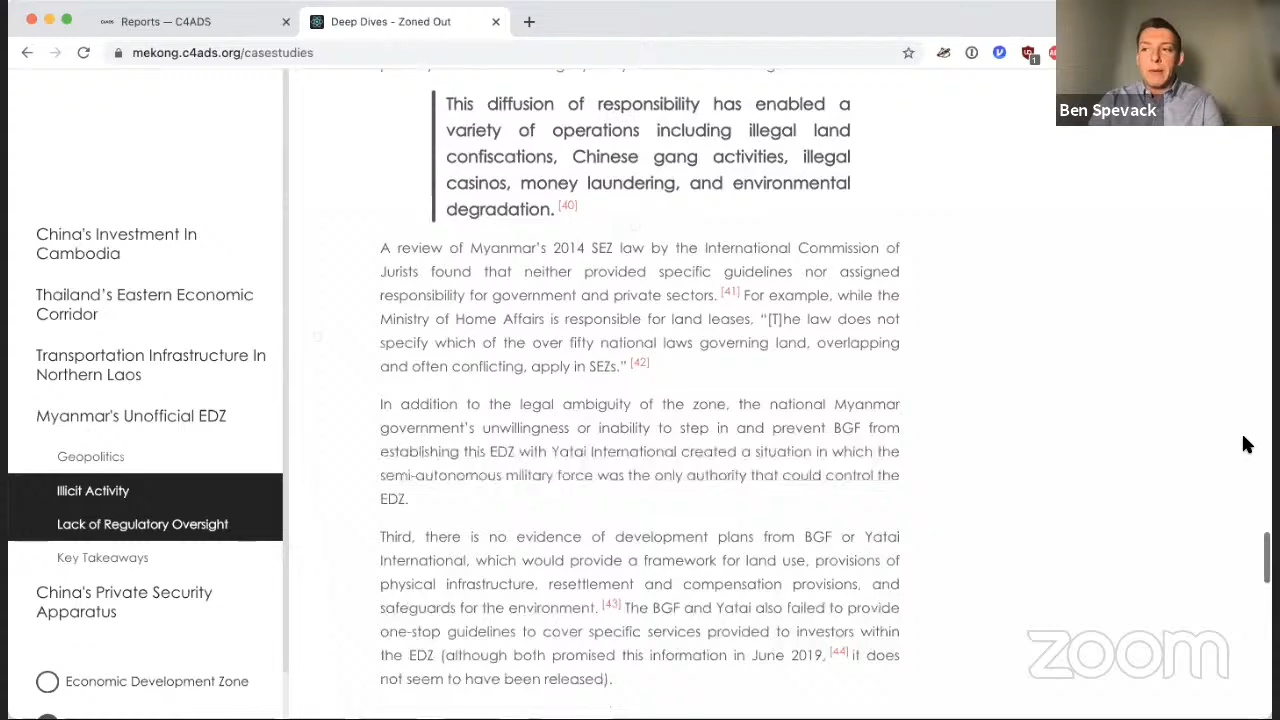 Reports — C4ADS
Deep Dives - Zoned Out
mekong.c4ads.org/casestudies
Ben Spevack
This diffusion of responsibility has enabled a
variety of operations including illegal land
confiscations, Chinese gang activities, illegal
casinos, money laundering, and environmental
degradation. [40]
A review of Myanmar's 2014 SEZ law by the International Commission of
Jurists found that neither provided specific guidelines nor assigned
responsibility for government and private sectors. [41] For example, while the
Ministry of Home Affairs is responsible for land leases, "[T]he law does not
specify which of the over fifty national laws governing land, overlapping
and often conflicting, apply in SEZs." [42]
In addition to the legal ambiguity of the zone, the national Myanmar
government's unwillingness or inability to step in and prevent BGF from
establishing this EDZ with Yatai International created a situation in which the
semi-autonomous military force was the only authority that could control the
EDZ.
Third, there is no evidence of development plans from BGF or Yatai
International, which would provide a framework for land use, provisions of
physical infrastructure, resettlement and compensation provisions, and
safeguards for the environment. [43] The BGF and Yatai also failed to provide
one-stop guidelines to cover specific services provided to investors within
the EDZ (although both promised this information in June 2019, [44] it does
not seem to have been released).
China's Investment In
Cambodia
Thailand's Eastern Economic
Corridor
Transportation Infrastructure In
Northern Laos
Myanmar's Unofficial EDZ
Geopolitics
Illicit Activity
Lack of Regulatory Oversight
Key Takeaways
China's Private Security
Apparatus
Economic Development Zone
zoom